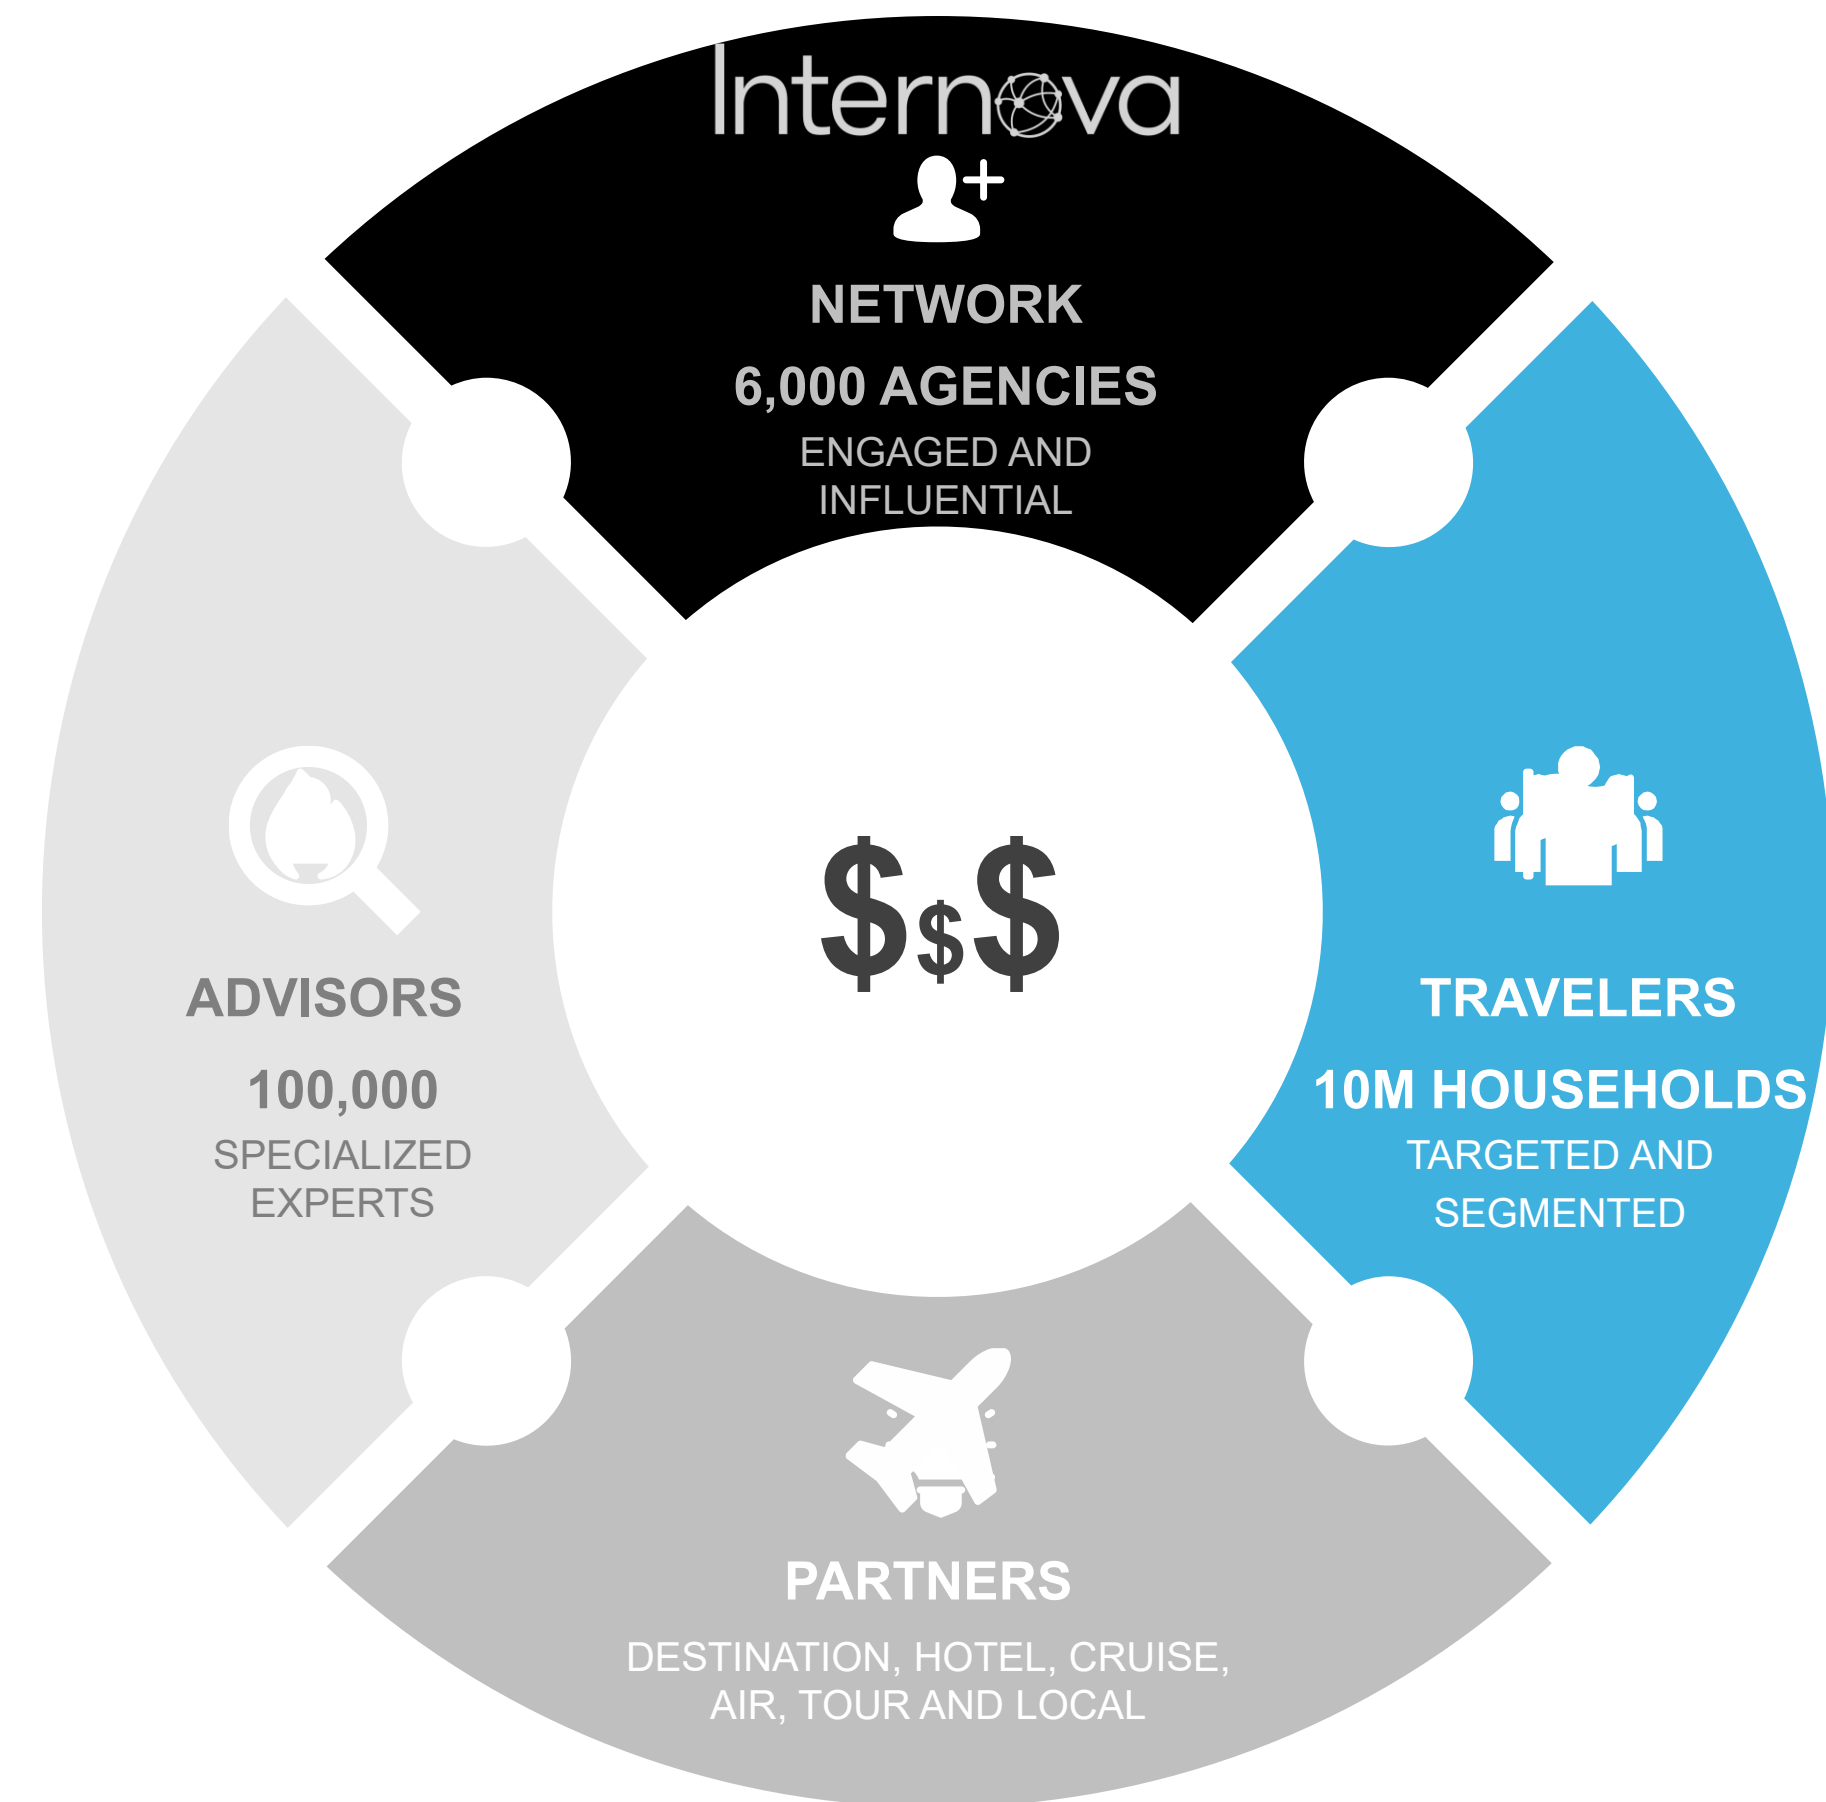 Internova
NETWORK
6,000 AGENCIES
ENGAGED AND
INFLUENTIAL
ADVISORS
100,000
SPECIALIZED
EXPERTS
$$$
TRAVELERS
10M HOUSEHOLDS
TARGETED AND
SEGMENTED
PARTNERS
DESTINATION, HOTEL, CRUISE,
AIR, TOUR AND LOCAL